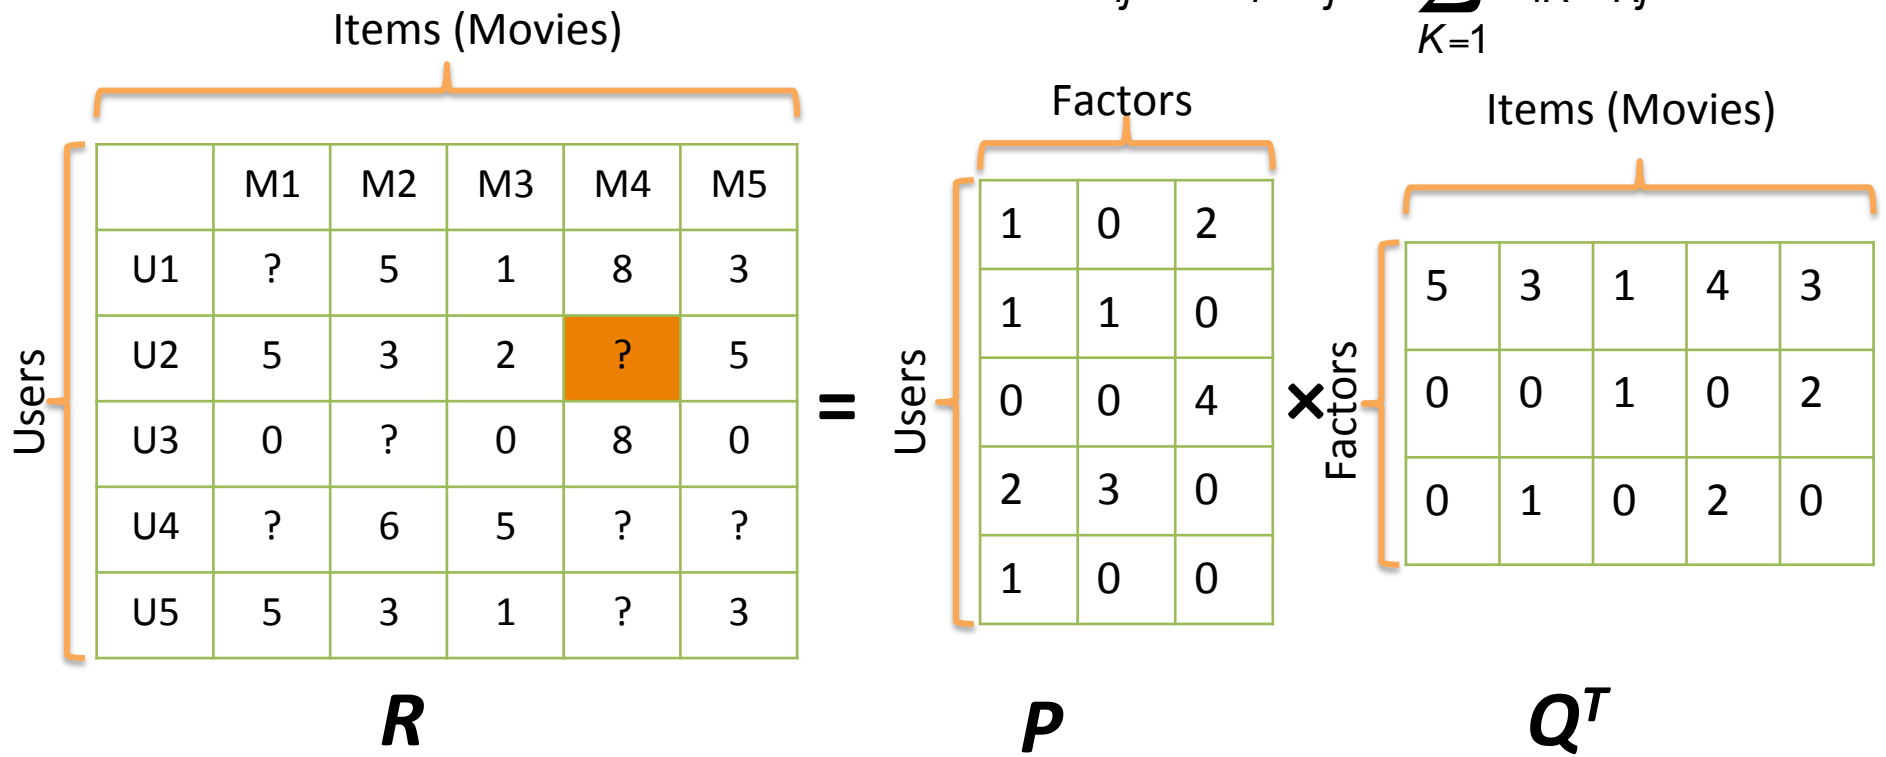 K=1
Items (Movies)
Factors
Items (Movies)
Users
M1 M2 M3 M4 M5
U1 ? 5 1 8 3
U2 5 3 2 ? 5
U3 0 ? 0 8 0
U4 ? 6 5 ? ?
U5 5 3 1 ? 3
=
Users
1 0 2
1 1 0
0 0 4
2 3 0
1 0 0
×
Factors
5 3 1 4 3
0 0 1 0 2
0 1 0 2 0
R
P
Q^T